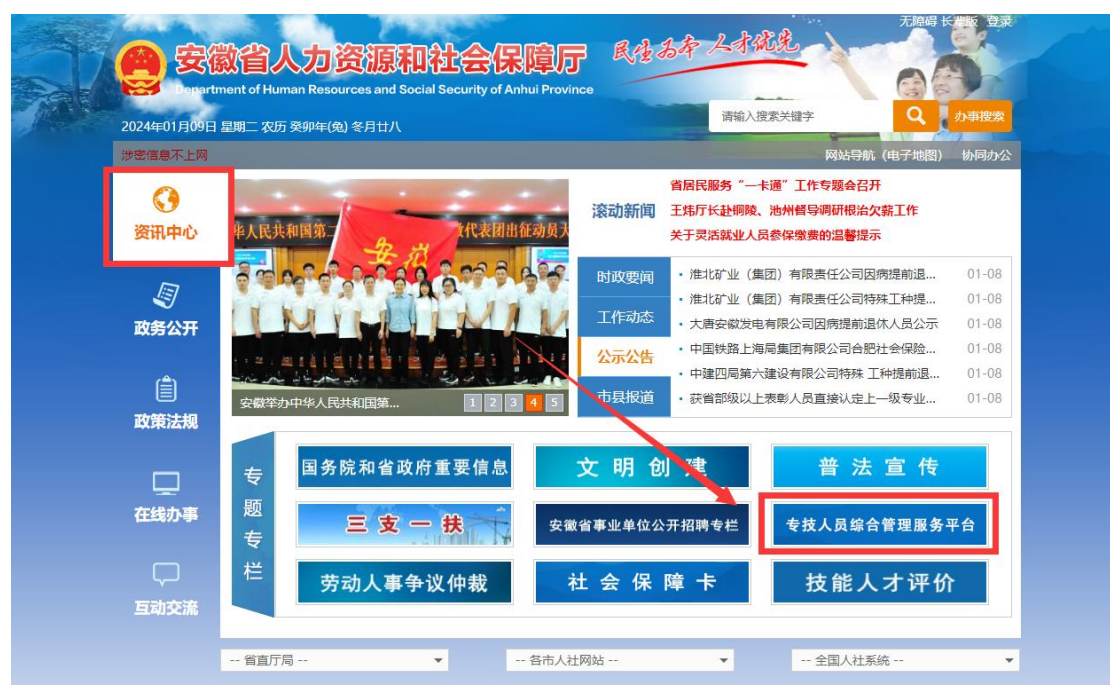 无障碍 长辈版 登录
安徽省人力资源和社会保障厅
Department of Human Resources and Social Security of Anhui Province
民生为本 人才优先
2024年01月09日 星期二 农历 癸卯年(兔) 冬月廿八
请输入搜索关键字
办事搜索
涉密信息不上网
网站导航（电子地图） 协同办公
资讯中心
政务公开
政策法规
在线办事
互动交流
华人民共和国第二
代表团出征动员大
安徽
安徽举办中华人民共和国第...
1 2 3 4 5
滚动新闻
省居民服务“一卡通”工作专题会召开
王炜厅长赴铜陵、池州督导调研根治欠薪工作
关于灵活就业人员参保缴费的温馨提示
时政要闻
工作动态
公示公告
市县报道
· 淮北矿业（集团）有限责任公司因病提前退... 01-08
· 淮北矿业（集团）有限责任公司特殊工种提... 01-08
· 大唐安徽发电有限公司因病提前退休人员公示 01-08
· 中国铁路上海局集团有限公司合肥社会保险... 01-08
· 中建四局第六建设有限公司特殊 工种提前退... 01-08
· 获省部级以上表彰人员直接认定上一级专业... 01-08
专题专栏
国务院和省政府重要信息
文明创建
普法宣传
三支一扶
安徽省事业单位公开招聘专栏
专技人员综合管理服务平台
劳动人事争议仲裁
社会保障卡
技能人才评价
-- 省直厅局 --
-- 各市人社网站 --
-- 全国人社系统 --